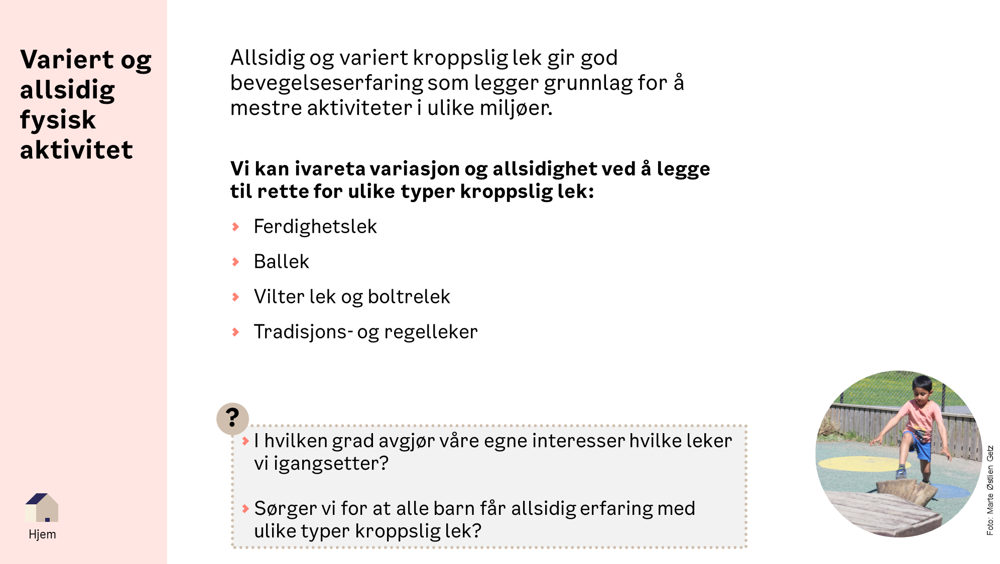 Variert og
allsidig
fysisk
aktivitet
Allsidig og variert kroppslig lek gir god
bevegelseserfaring som legger grunnlag for å
mestre aktiviteter i ulike miljøer.
Vi kan ivareta variasjon og allsidighet ved å legge
til rette for ulike typer kroppslig lek:
Ferdighetslek
Ballek
Vilter lek og boltrelek
Tradisjons- og regelleker
?
I hvilken grad avgjør våre egne interesser hvilke leker
vi igangsetter?
Sørger vi for at alle barn får allsidig erfaring med
ulike typer kroppslig lek?
Hjem
Foto: Marte Østlien Getz